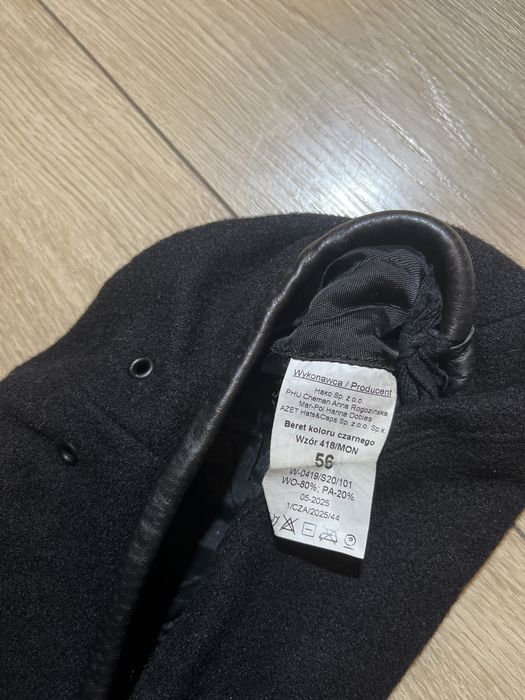 Wykonawca / Producent
Hako Sp. z o.o.
PHU Cheman Anna Rogozińska
Mar-Pol Hanna Dobies
AZET Hats&Caps Sp. z o.o. Sp.k
Beret koloru czarnego
Wzór 418/MON
56
W-0419/S20/101
WO-80%; PA-20%
05-2025
1/CZA/2025/44